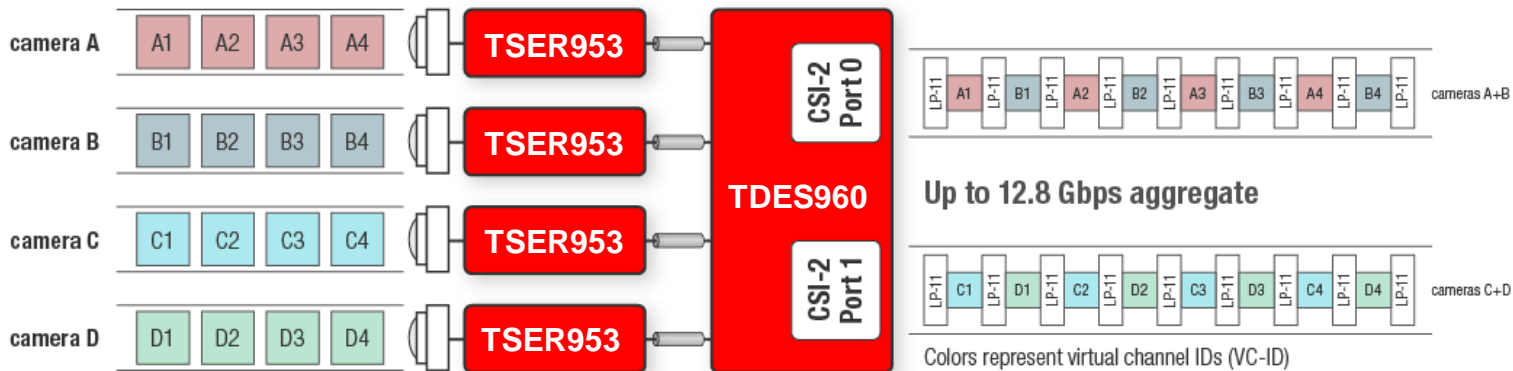 camera A A1 A2 A3 A4 TSER953
camera B B1 B2 B3 B4 TSER953
camera C C1 C2 C3 C4 TSER953
camera D D1 D2 D3 D4 TSER953
TDES960
CSI-2
Port 0
CSI-2
Port 1
LP-11 A1 LP-11 B1 LP-11 A2 LP-11 B2 LP-11 A3 LP-11 B3 LP-11 A4 LP-11 B4 LP-11 cameras A+B
Up to 12.8 Gbps aggregate
LP-11 C1 LP-11 D1 LP-11 C2 LP-11 D2 LP-11 C3 LP-11 D3 LP-11 C4 LP-11 D4 LP-11 cameras C+D
Colors represent virtual channel IDs (VC-ID)